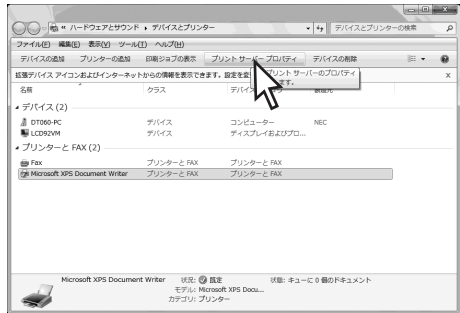 « ハードウェアとサウンド ▸ デバイスとプリンター
デバイスとプリンターの検索
ファイル(F) 編集(E) 表示(V) ツール(T) ヘルプ(H)
デバイスの追加 プリンターの追加 印刷ジョブの表示 プリント サーバー プロパティ デバイスの削除
拡張デバイス アイコンおよびインターネットからの情報を表示できます。設定を変
プリント サーバーのプロパティ
ます。
名前 クラス デバイス 製造元
デバイス (2)
DT060-PC デバイス コンピューター NEC
LCD92VM デバイス ディスプレイおよびプロ...
プリンターと FAX (2)
Fax プリンターと FAX プリンターと FAX
Microsoft XPS Document Writer プリンターと FAX プリンターと FAX
Microsoft XPS Document Writer 状況: 既定 状態: キューに 0 個のドキュメント
モデル: Microsoft XPS Docu...
カテゴリ: プリンター